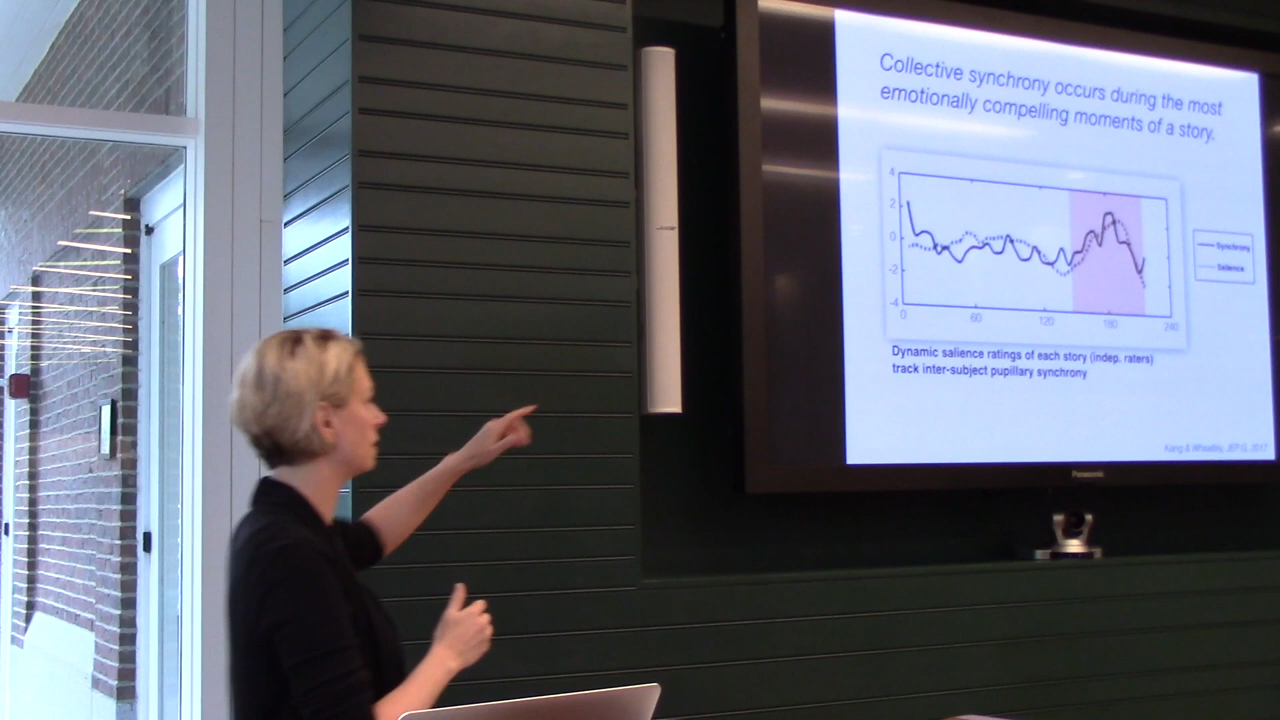 Collective synchrony occurs during the most
emotionally compelling moments of a story.
4
2
0
-2
-4
0 60 120 180 240
Synchrony
Salience
Dynamic salience ratings of each story (indep. raters)
track inter-subject pupillary synchrony
Kang & Wheatley, JEP:G, 2017
Panasonic